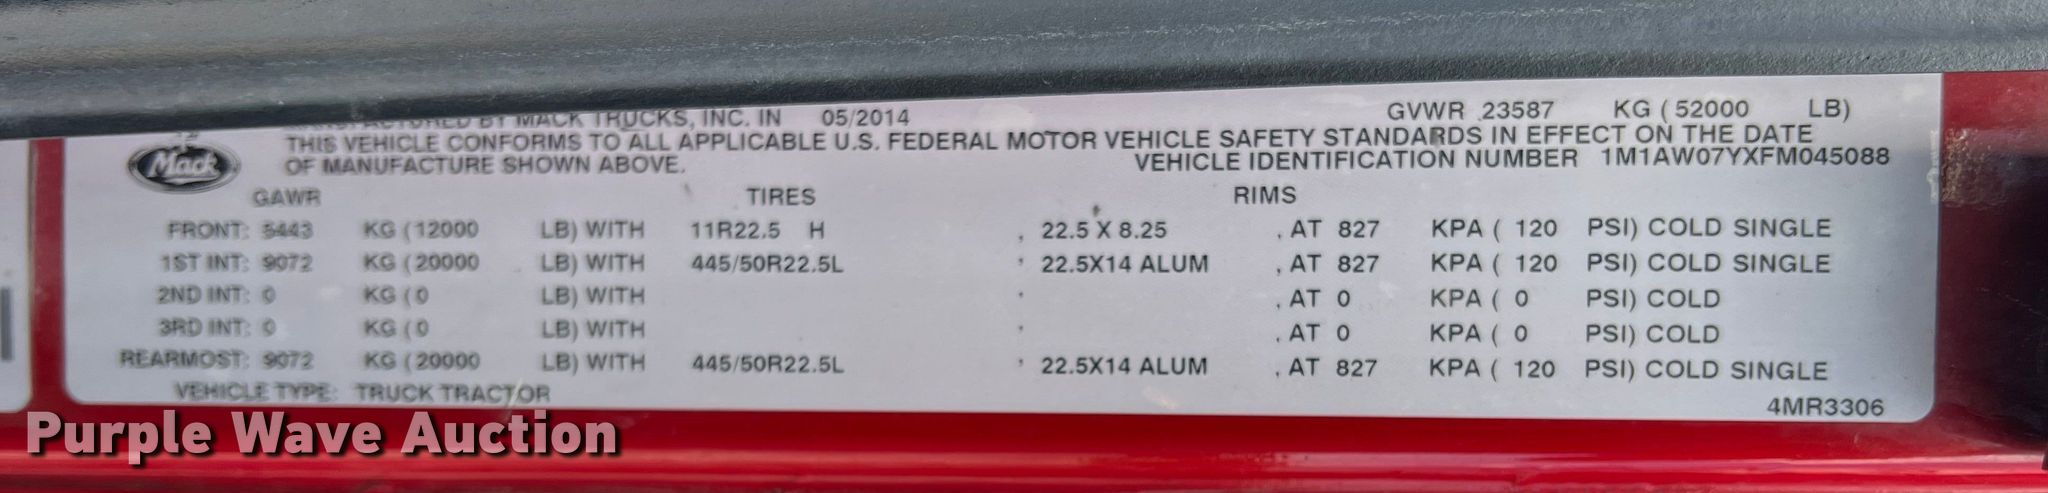 MANUFACTURED BY MACK TRUCKS, INC. IN 05/2014 GVWR 23587 KG ( 52000 LB)
THIS VEHICLE CONFORMS TO ALL APPLICABLE U.S. FEDERAL MOTOR VEHICLE SAFETY STANDARDS IN EFFECT ON THE DATE
OF MANUFACTURE SHOWN ABOVE. VEHICLE IDENTIFICATION NUMBER 1M1AW07YXFM045088
Mack
GAWR TIRES RIMS
FRONT: 5443 KG ( 12000 LB) WITH 11R22.5 H , 22.5 X 8.25 , AT 827 KPA ( 120 PSI) COLD SINGLE
1ST INT: 9072 KG ( 20000 LB) WITH 445/50R22.5L , 22.5X14 ALUM , AT 827 KPA ( 120 PSI) COLD SINGLE
2ND INT: 0 KG ( 0 LB) WITH , , AT 0 KPA ( 0 PSI) COLD
3RD INT: 0 KG ( 0 LB) WITH , , AT 0 KPA ( 0 PSI) COLD
REARMOST: 9072 KG ( 20000 LB) WITH 445/50R22.5L , 22.5X14 ALUM , AT 827 KPA ( 120 PSI) COLD SINGLE
VEHICLE TYPE: TRUCK TRACTOR
4MR3306
Purple Wave Auction